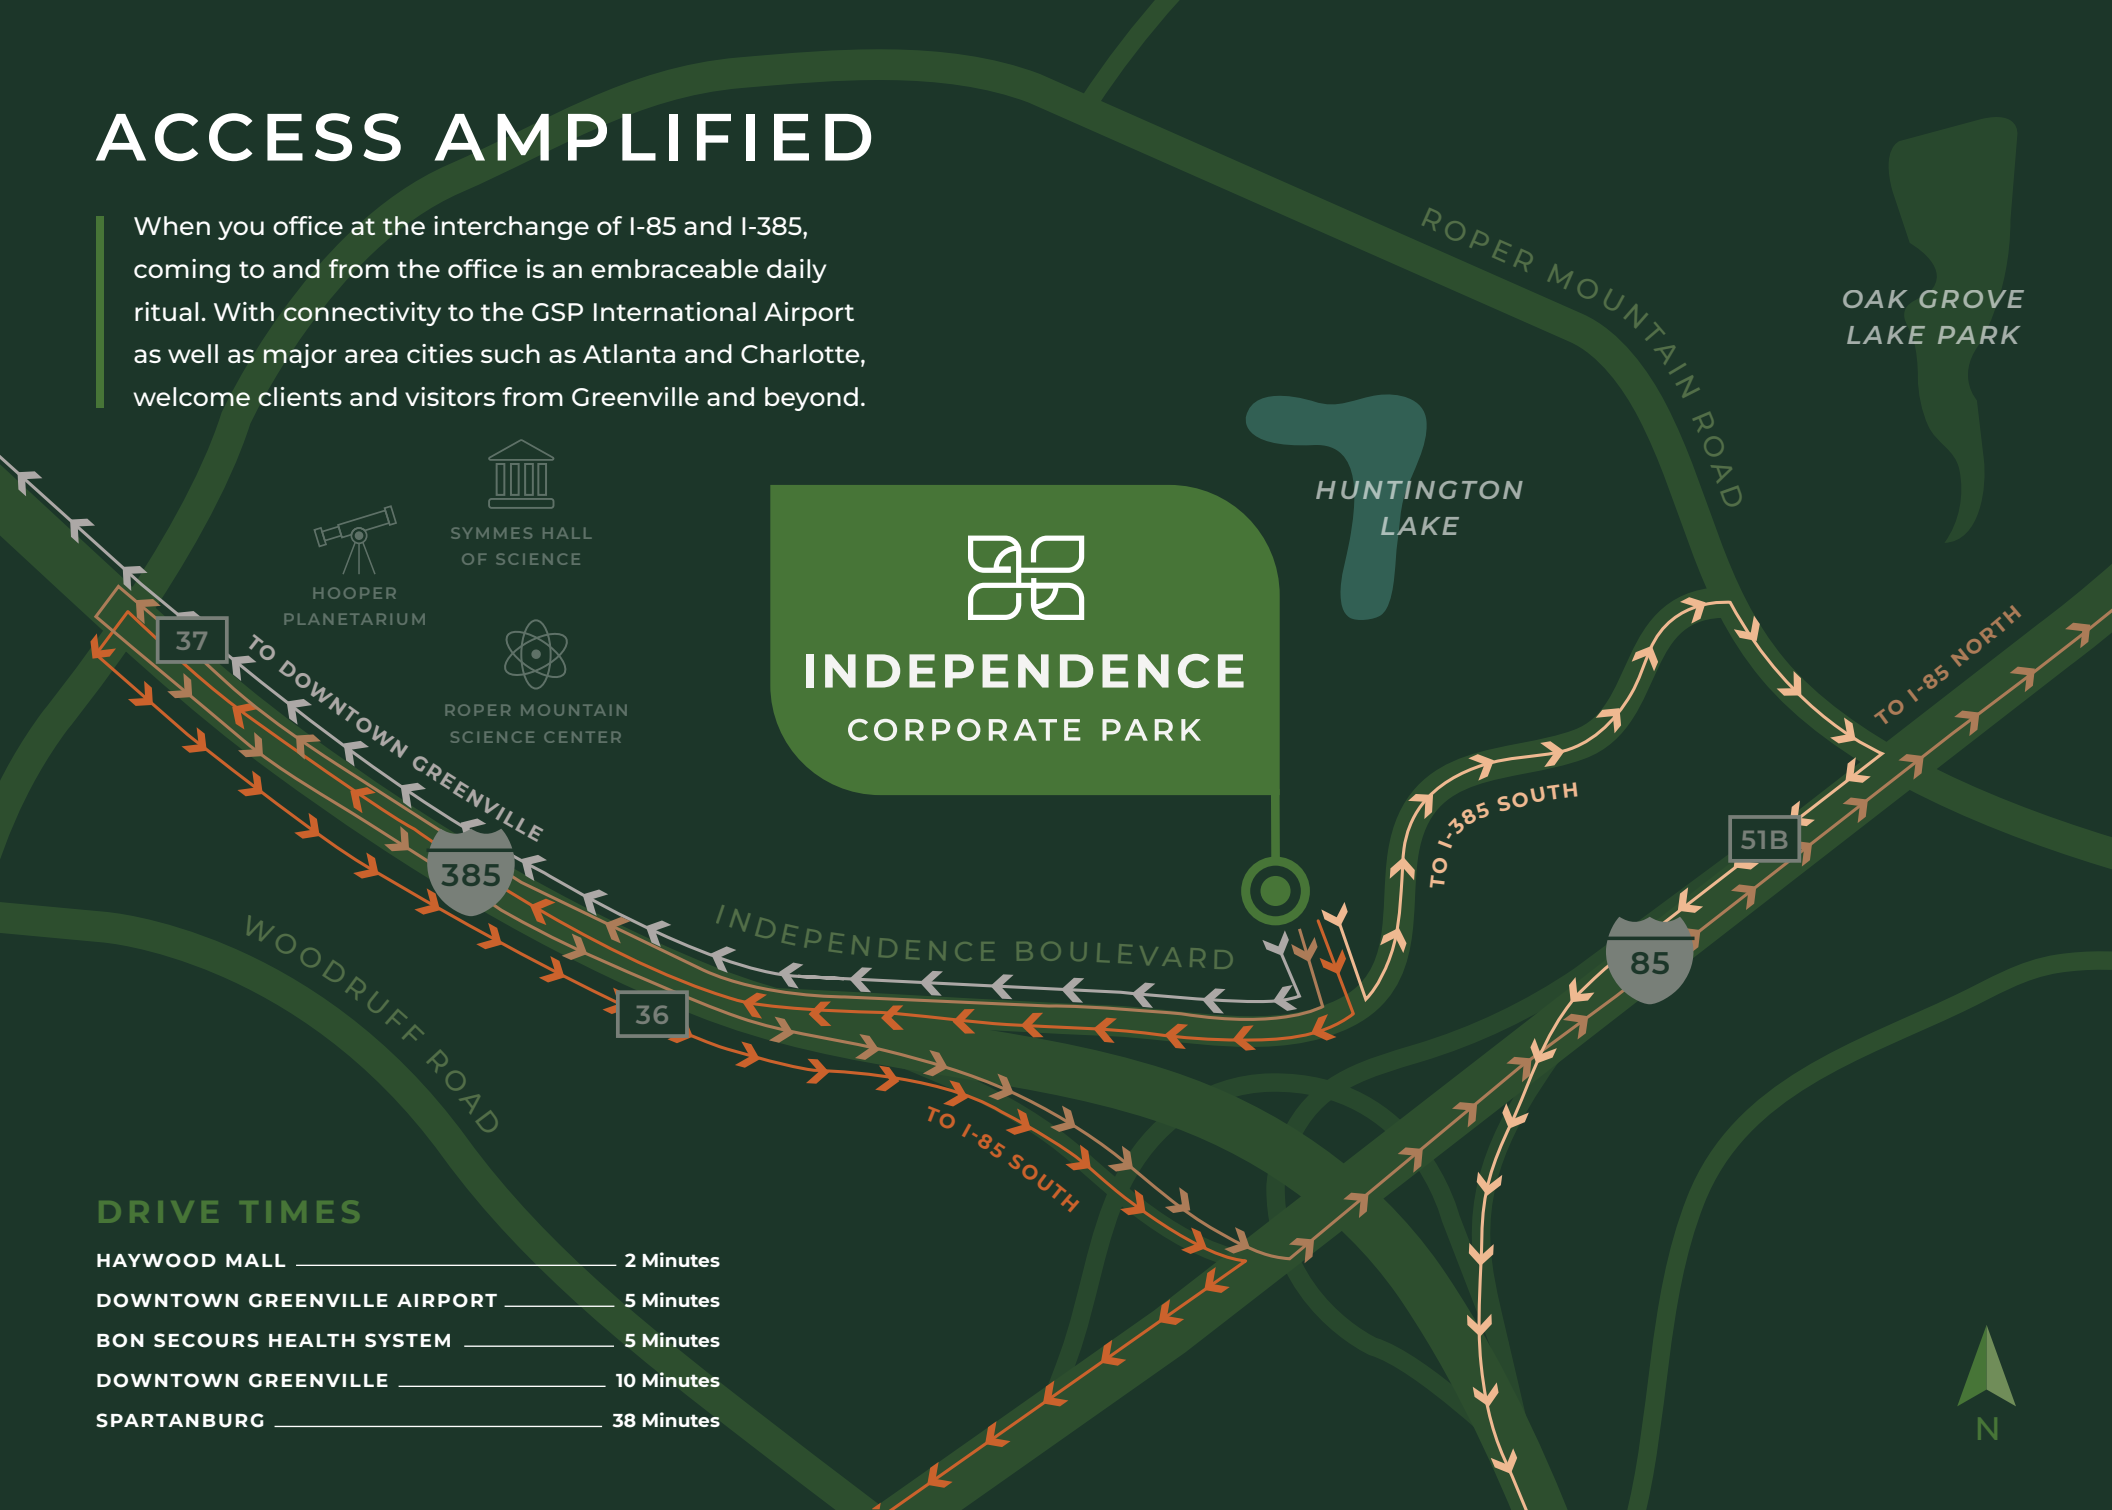 ACCESS AMPLIFIED
When you office at the interchange of I-85 and I-385,
coming to and from the office is an embraceable daily
ritual. With connectivity to the GSP International Airport
as well as major area cities such as Atlanta and Charlotte,
welcome clients and visitors from Greenville and beyond.
ROPER MOUNTAIN ROAD
OAK GROVE
LAKE PARK
HUNTINGTON
LAKE
SYMMES HALL
OF SCIENCE
HOOPER
PLANETARIUM
ROPER MOUNTAIN
SCIENCE CENTER
INDEPENDENCE
CORPORATE PARK
37
TO DOWNTOWN GREENVILLE
385
TO I-85 NORTH
TO I-385 SOUTH
51B
85
INDEPENDENCE BOULEVARD
WOODRUFF ROAD
36
TO I-85 SOUTH
DRIVE TIMES
HAYWOOD MALL 2 Minutes
DOWNTOWN GREENVILLE AIRPORT 5 Minutes
BON SECOURS HEALTH SYSTEM 5 Minutes
DOWNTOWN GREENVILLE 10 Minutes
SPARTANBURG 38 Minutes
N